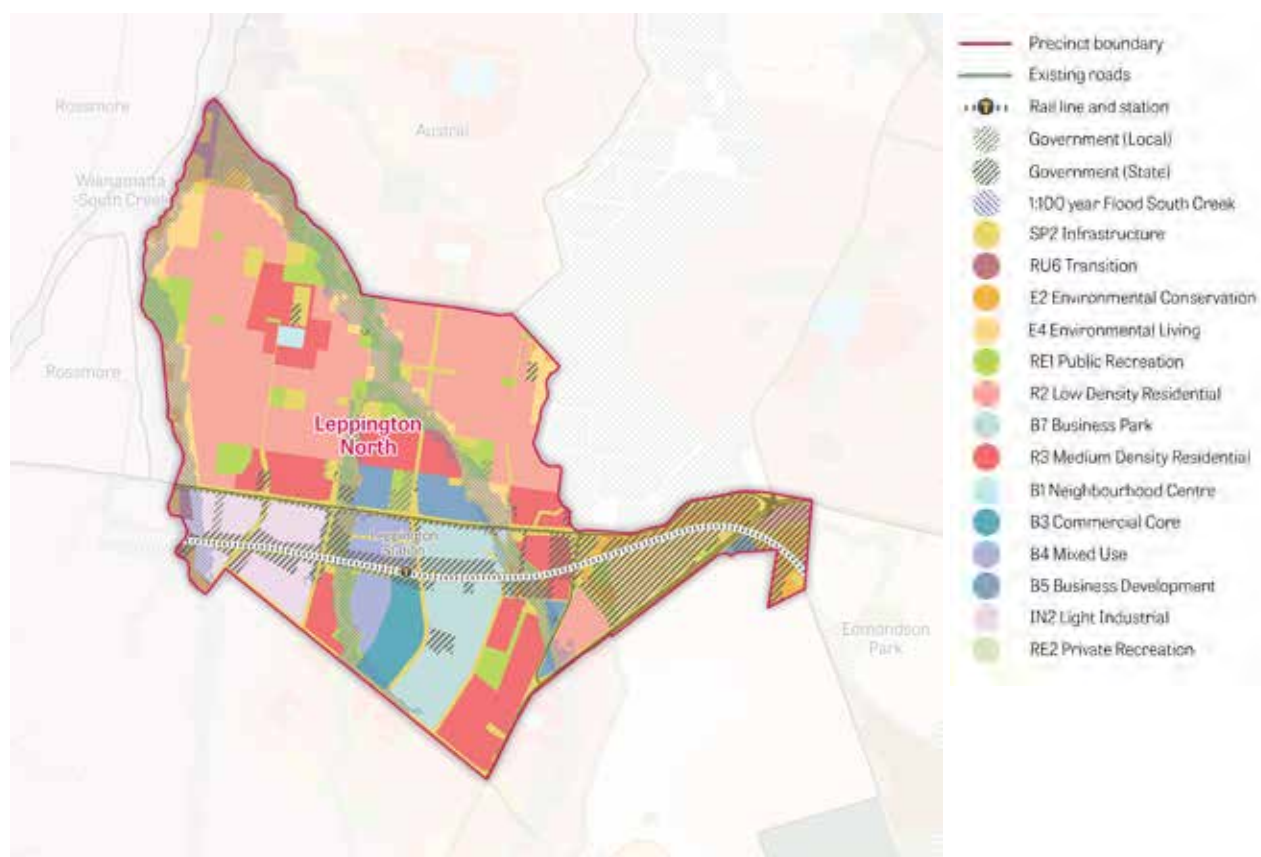 Rossmore
Austral
Wianamatta
-South Creek
Rossmore
Leppington
North
Leppington
Station
Edmondson
Park
Precinct boundary
Existing roads
T
Rail line and station
Government (Local)
Government (State)
1:100 year Flood South Creek
SP2 Infrastructure
RU6 Transition
E2 Environmental Conservation
E4 Environmental Living
RE1 Public Recreation
R2 Low Density Residential
B7 Business Park
R3 Medium Density Residential
B1 Neighbourhood Centre
B3 Commercial Core
B4 Mixed Use
B5 Business Development
IN2 Light Industrial
RE2 Private Recreation